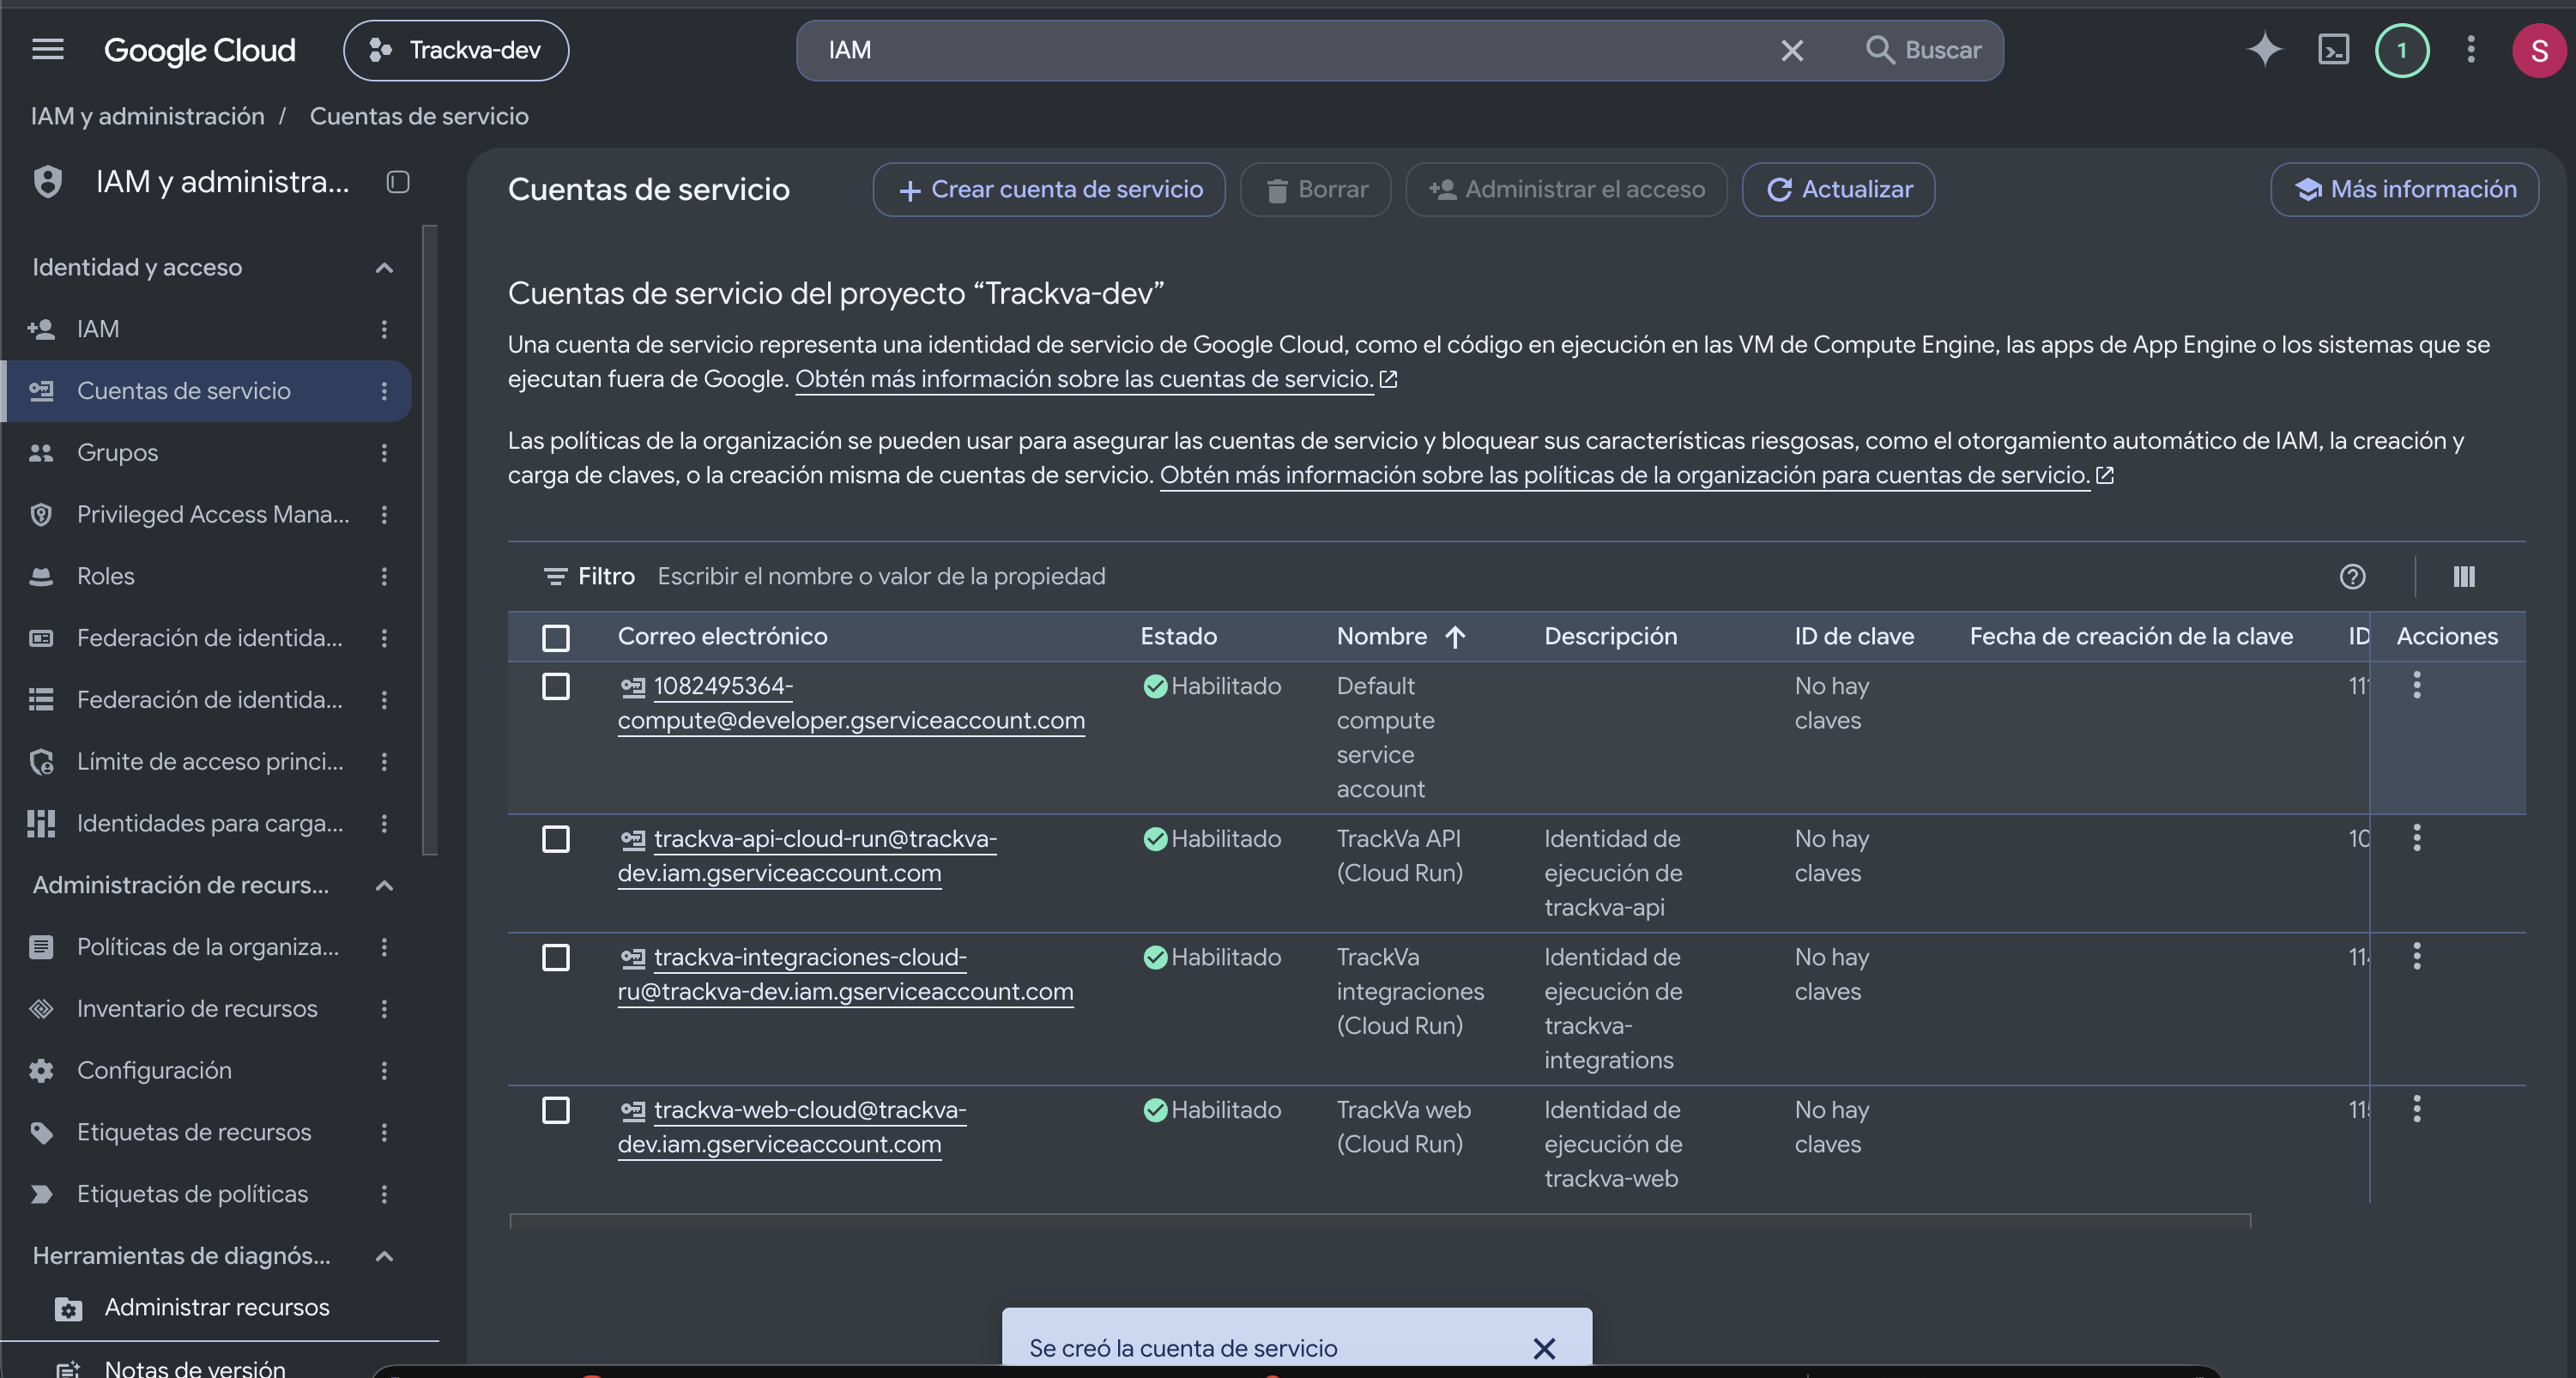 Google Cloud
Trackva-dev
IAM
Buscar
1
S
IAM y administración / Cuentas de servicio
IAM y administra...
Identidad y acceso
IAM
Cuentas de servicio
Grupos
Privileged Access Mana...
Roles
Federación de identida...
Federación de identida...
Límite de acceso princi...
Identidades para carga...
Administración de recurs...
Políticas de la organiza...
Inventario de recursos
Configuración
Etiquetas de recursos
Etiquetas de políticas
Herramientas de diagnós...
Administrar recursos
Notas de versión
Cuentas de servicio
Crear cuenta de servicio
Borrar
Administrar el acceso
Actualizar
Más información
Cuentas de servicio del proyecto “Trackva-dev”
Una cuenta de servicio representa una identidad de servicio de Google Cloud, como el código en ejecución en las VM de Compute Engine, las apps de App Engine o los sistemas que se
ejecutan fuera de Google. Obtén más información sobre las cuentas de servicio.
Las políticas de la organización se pueden usar para asegurar las cuentas de servicio y bloquear sus características riesgosas, como el otorgamiento automático de IAM, la creación y
carga de claves, o la creación misma de cuentas de servicio. Obtén más información sobre las políticas de la organización para cuentas de servicio.
Filtro Escribir el nombre o valor de la propiedad
Correo electrónico Estado Nombre Descripción ID de clave Fecha de creación de la clave ID Acciones
1082495364-
compute@developer.gserviceaccount.com
Habilitado
Default
compute
service
account
No hay
claves
trackva-api-cloud-run@trackva-
dev.iam.gserviceaccount.com
Habilitado
TrackVa API
(Cloud Run)
Identidad de
ejecución de
trackva-api
No hay
claves
10
trackva-integraciones-cloud-
ru@trackva-dev.iam.gserviceaccount.com
Habilitado
TrackVa
integraciones
(Cloud Run)
Identidad de
ejecución de
trackva-
integrations
No hay
claves
trackva-web-cloud@trackva-
dev.iam.gserviceaccount.com
Habilitado
TrackVa web
(Cloud Run)
Identidad de
ejecución de
trackva-web
No hay
claves
Se creó la cuenta de servicio